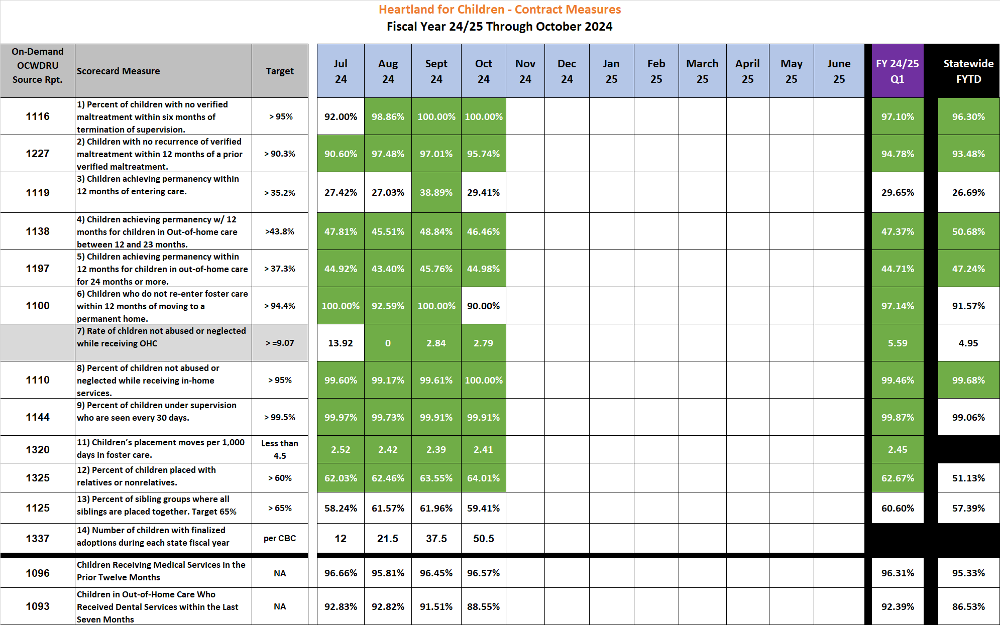 Heartland for Children - Contract Measures
Fiscal Year 24/25 Through October 2024
On-Demand
OCWDRU
Source Rpt.
Scorecard Measure
Target
Jul
24
Aug
24
Sept
24
Oct
24
Nov
24
Dec
24
Jan
25
Feb
25
March
25
April
25
May
25
June
25
FY 24/25
Q1
Statewide
FYTD
1116
1) Percent of children with no verified
maltreatment within six months of
termination of supervision.
> 95%
92.00%
98.86%
100.00%
100.00%
97.10%
96.30%
1227
2) Children with no recurrence of verified
maltreatment within 12 months of a prior
verified maltreatment.
> 90.3%
90.60%
97.48%
97.01%
95.74%
94.78%
93.48%
1119
3) Children achieving permanency within
12 months of entering care.
> 35.2%
27.42%
27.03%
38.89%
29.41%
29.65%
26.69%
1138
4) Children achieving permanency w/ 12
months for children in Out-of-home care
between 12 and 23 months.
>43.8%
47.81%
45.51%
48.84%
46.46%
47.37%
50.68%
1197
5) Children achieving permanency within
12 months for children in out-of-home care
for 24 months or more.
> 37.3%
44.92%
43.40%
45.76%
44.98%
44.71%
47.24%
1100
6) Children who do not re-enter foster care
within 12 months of moving to a
permanent home.
> 94.4%
100.00%
92.59%
100.00%
90.00%
97.14%
91.57%
7) Rate of chldren not abused or neglected
while receiving OHC
> =9.07
13.92
0
2.84
2.79
5.59
4.95
1110
8) Percent of children not abused or
neglected while receiving in-home
services.
> 95%
99.60%
99.17%
99.61%
100.00%
99.46%
99.68%
1144
9) Percent of children under supervision
who are seen every 30 days.
> 99.5%
99.97%
99.73%
99.91%
99.91%
99.87%
99.06%
1320
11) Children’s placement moves per 1,000
days in foster care.
Less than
4.5
2.52
2.42
2.39
2.41
2.45
1325
12) Percent of children placed with
relatives or nonrelatives.
> 60%
62.03%
62.46%
63.55%
64.01%
62.67%
51.13%
1125
13) Percent of sibling groups where all
siblings are placed together. Target 65%
> 65%
58.24%
61.57%
61.96%
59.41%
60.60%
57.39%
1337
14) Number of children with finalized
adoptions during each state fiscal year
per CBC
12
21.5
37.5
50.5
1096
Children Receiving Medical Services in the
Prior Twelve Months
NA
96.66%
95.81%
96.45%
96.57%
96.31%
95.33%
1093
Children in Out-of-Home Care Who
Received Dental Services within the Last
Seven Months
NA
92.83%
92.82%
91.51%
88.55%
92.39%
86.53%